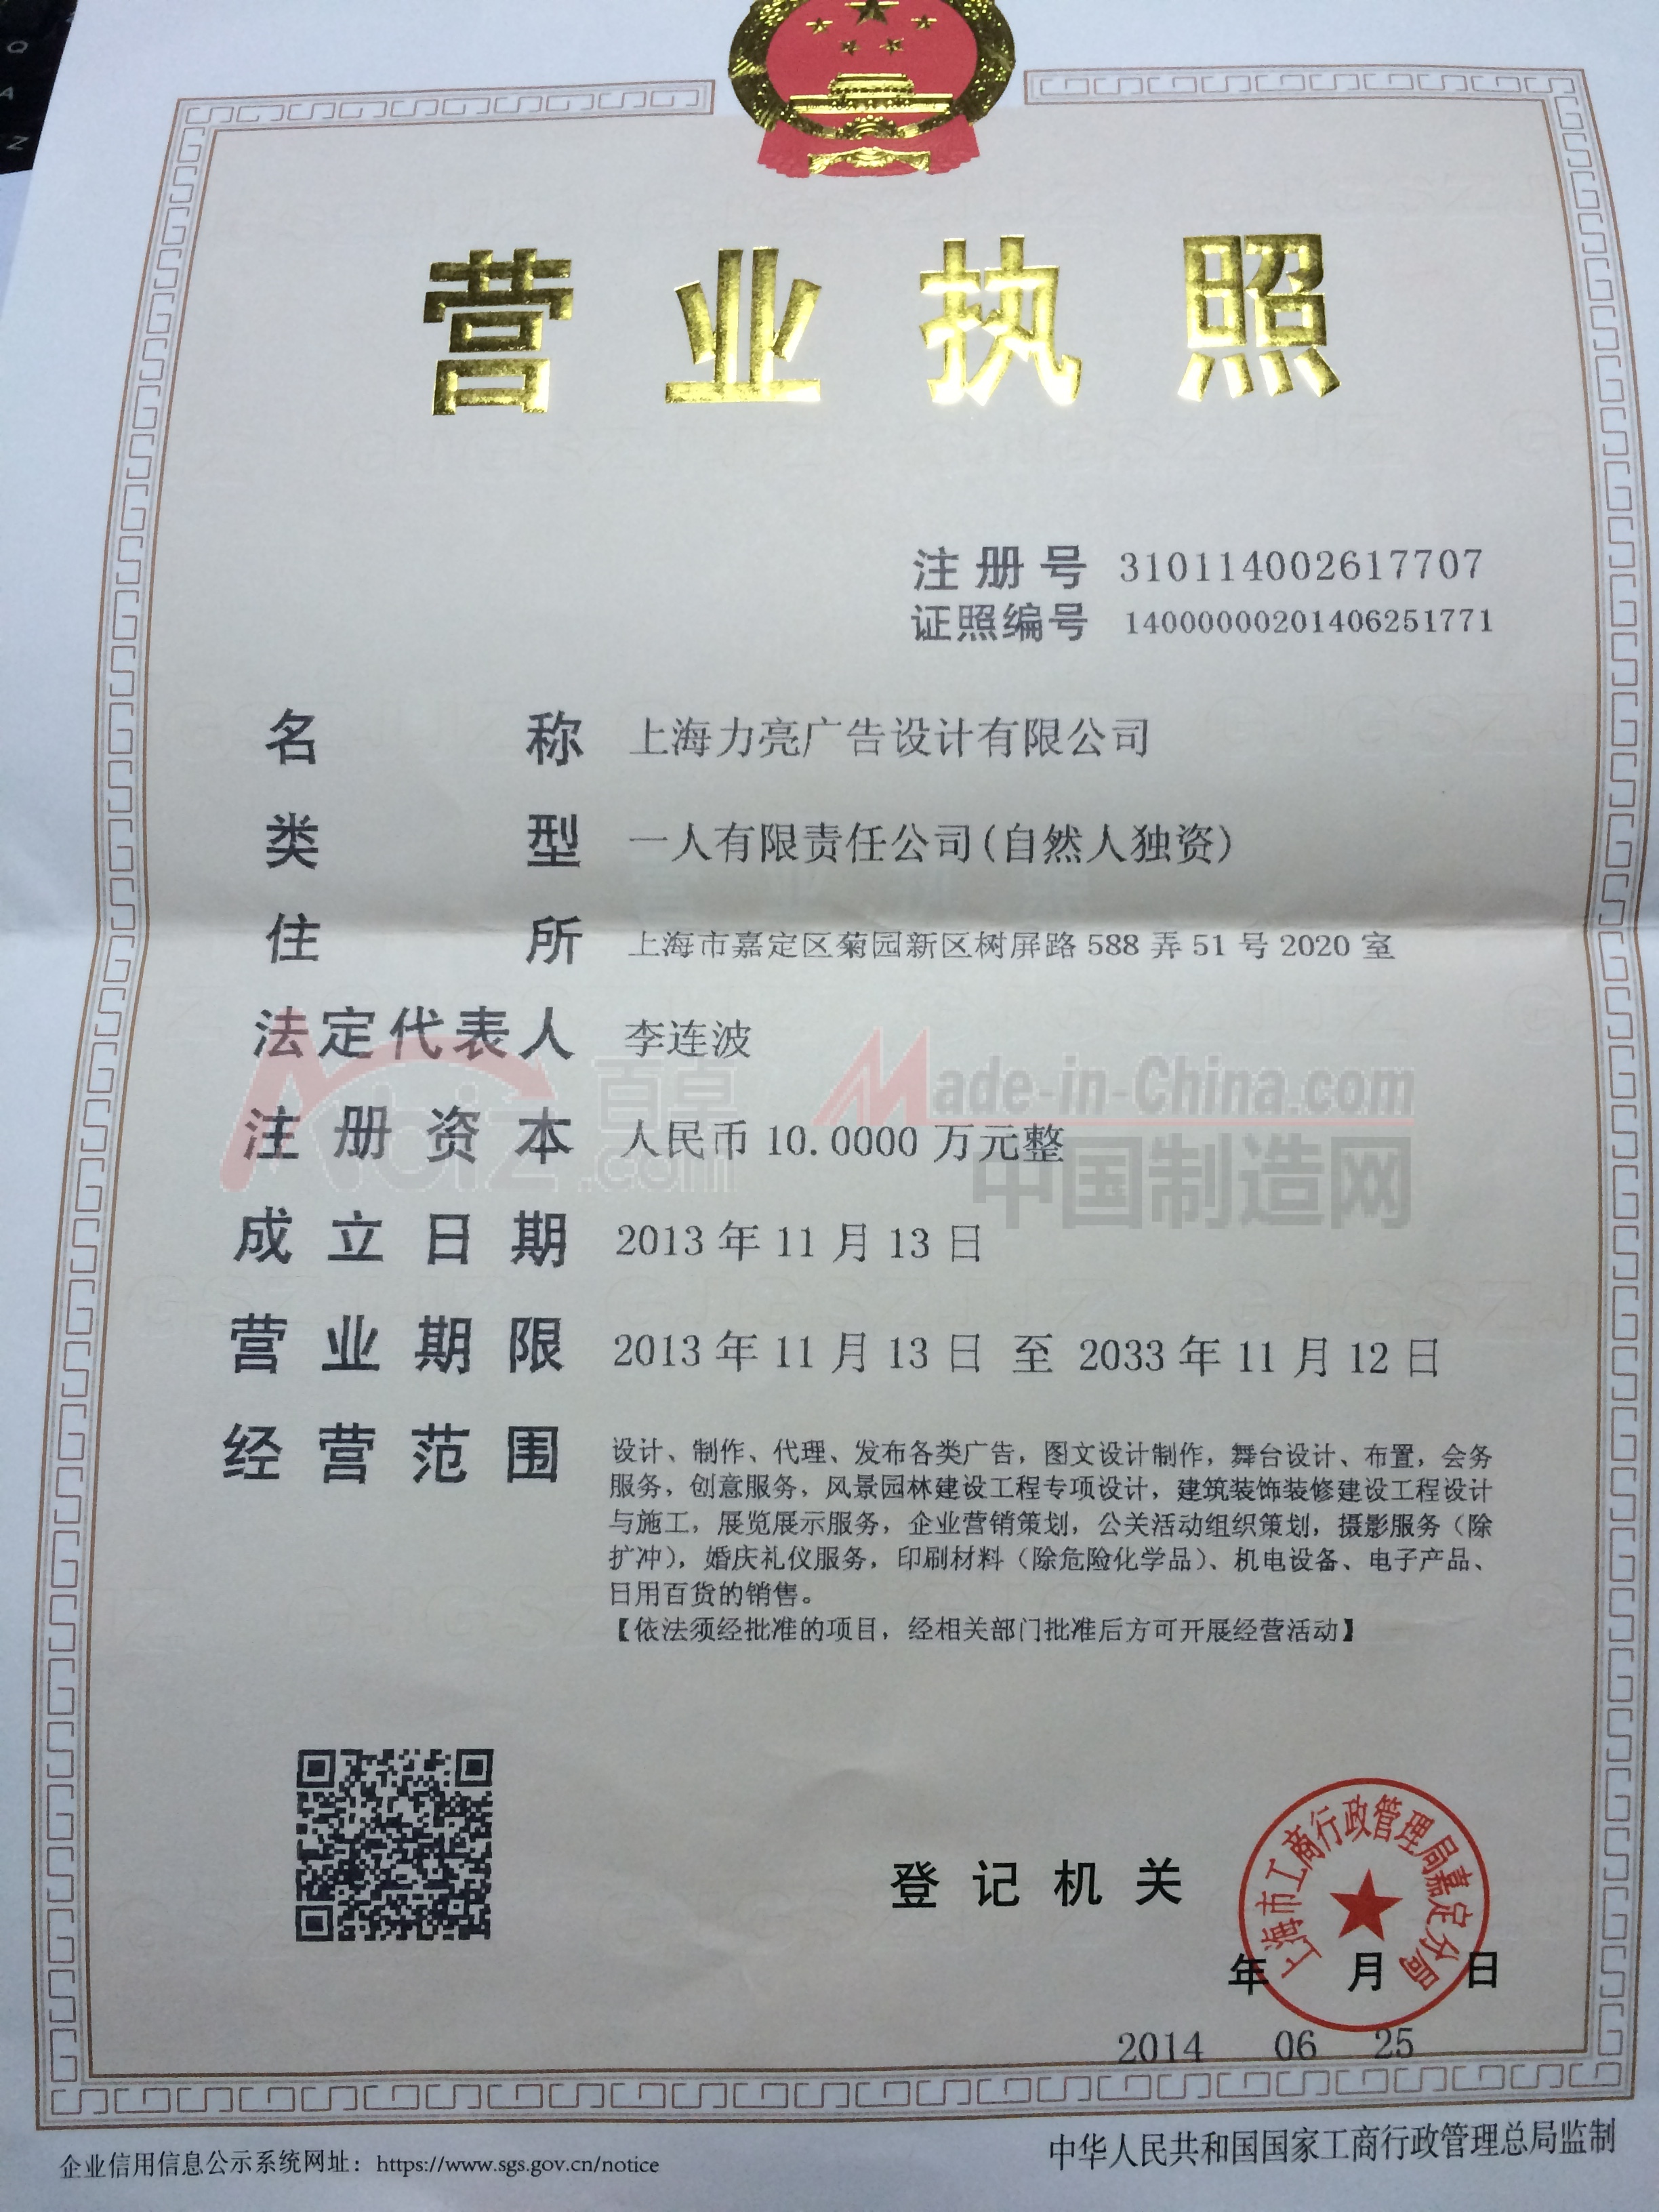 Q
A
Z
营业执照
注册号 310114002617707
证照编号 14000000201406251771
名称 上海力亮广告设计有限公司
类型 一人有限责任公司(自然人独资)
住所 上海市嘉定区菊园新区树屏路588弄51号2020室
法定代表人 李连波
注册资本 人民币10.0000万元整
成立日期 2013年11月13日
营业期限 2013年11月13日 至 2033年11月12日
经营范围 设计、制作、代理、发布各类广告，图文设计制作，舞台设计、布置，会务
服务，创意服务，风景园林建设工程专项设计，建筑装饰装修建设工程设计
与施工，展览展示服务，企业营销策划，公关活动组织策划，摄影服务（除
扩冲），婚庆礼仪服务，印刷材料（除危险化学品）、机电设备、电子产品、
日用百货的销售。
【依法须经批准的项目，经相关部门批准后方可开展经营活动】
Abiz 百卓
.com
Made-in-China.com
中国制造网
登记机关
上海市工商行政管理局嘉定分局
年 月 日
2014 06 25
企业信用信息公示系统网址：https://www.sgs.gov.cn/notice
中华人民共和国国家工商行政管理总局监制